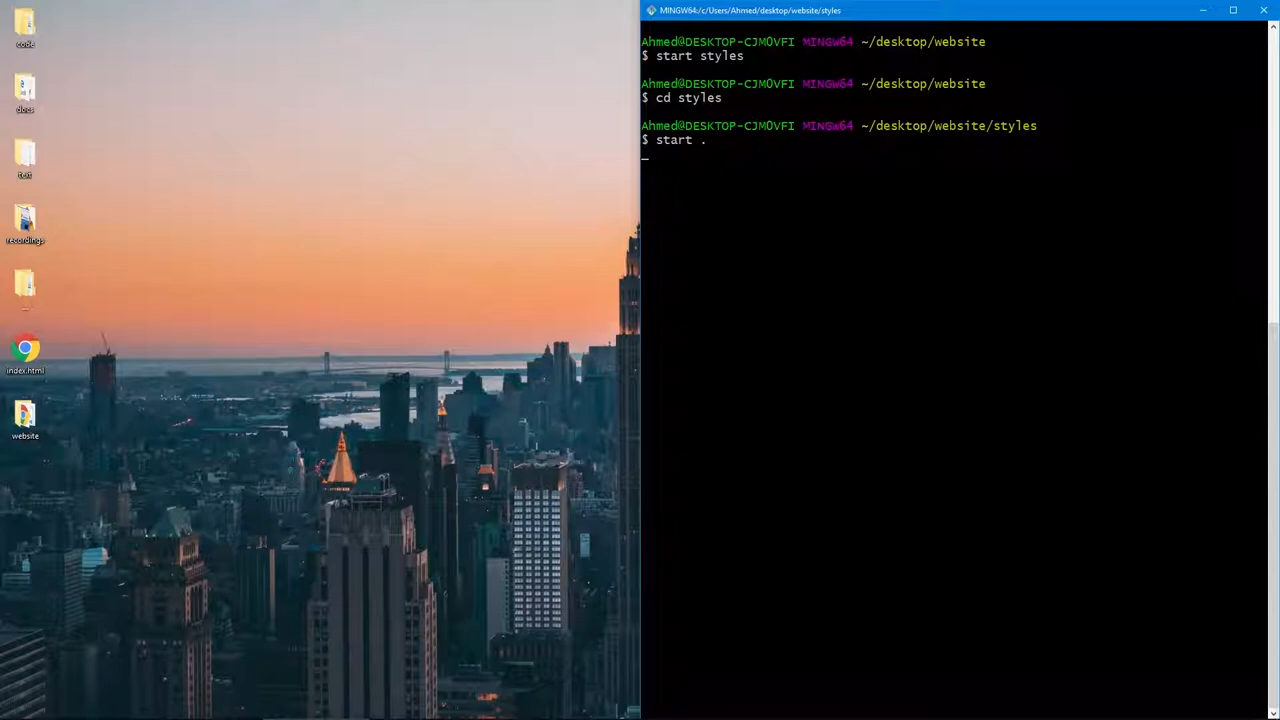 code
docs
text
recordings
...
index.html
website
MINGW64:/c/Users/Ahmed/desktop/website/styles
Ahmed@DESKTOP-CJM0VFI MINGW64 ~/desktop/website
$ start styles
Ahmed@DESKTOP-CJM0VFI MINGW64 ~/desktop/website
$ cd styles
Ahmed@DESKTOP-CJM0VFI MINGW64 ~/desktop/website/styles
$ start .